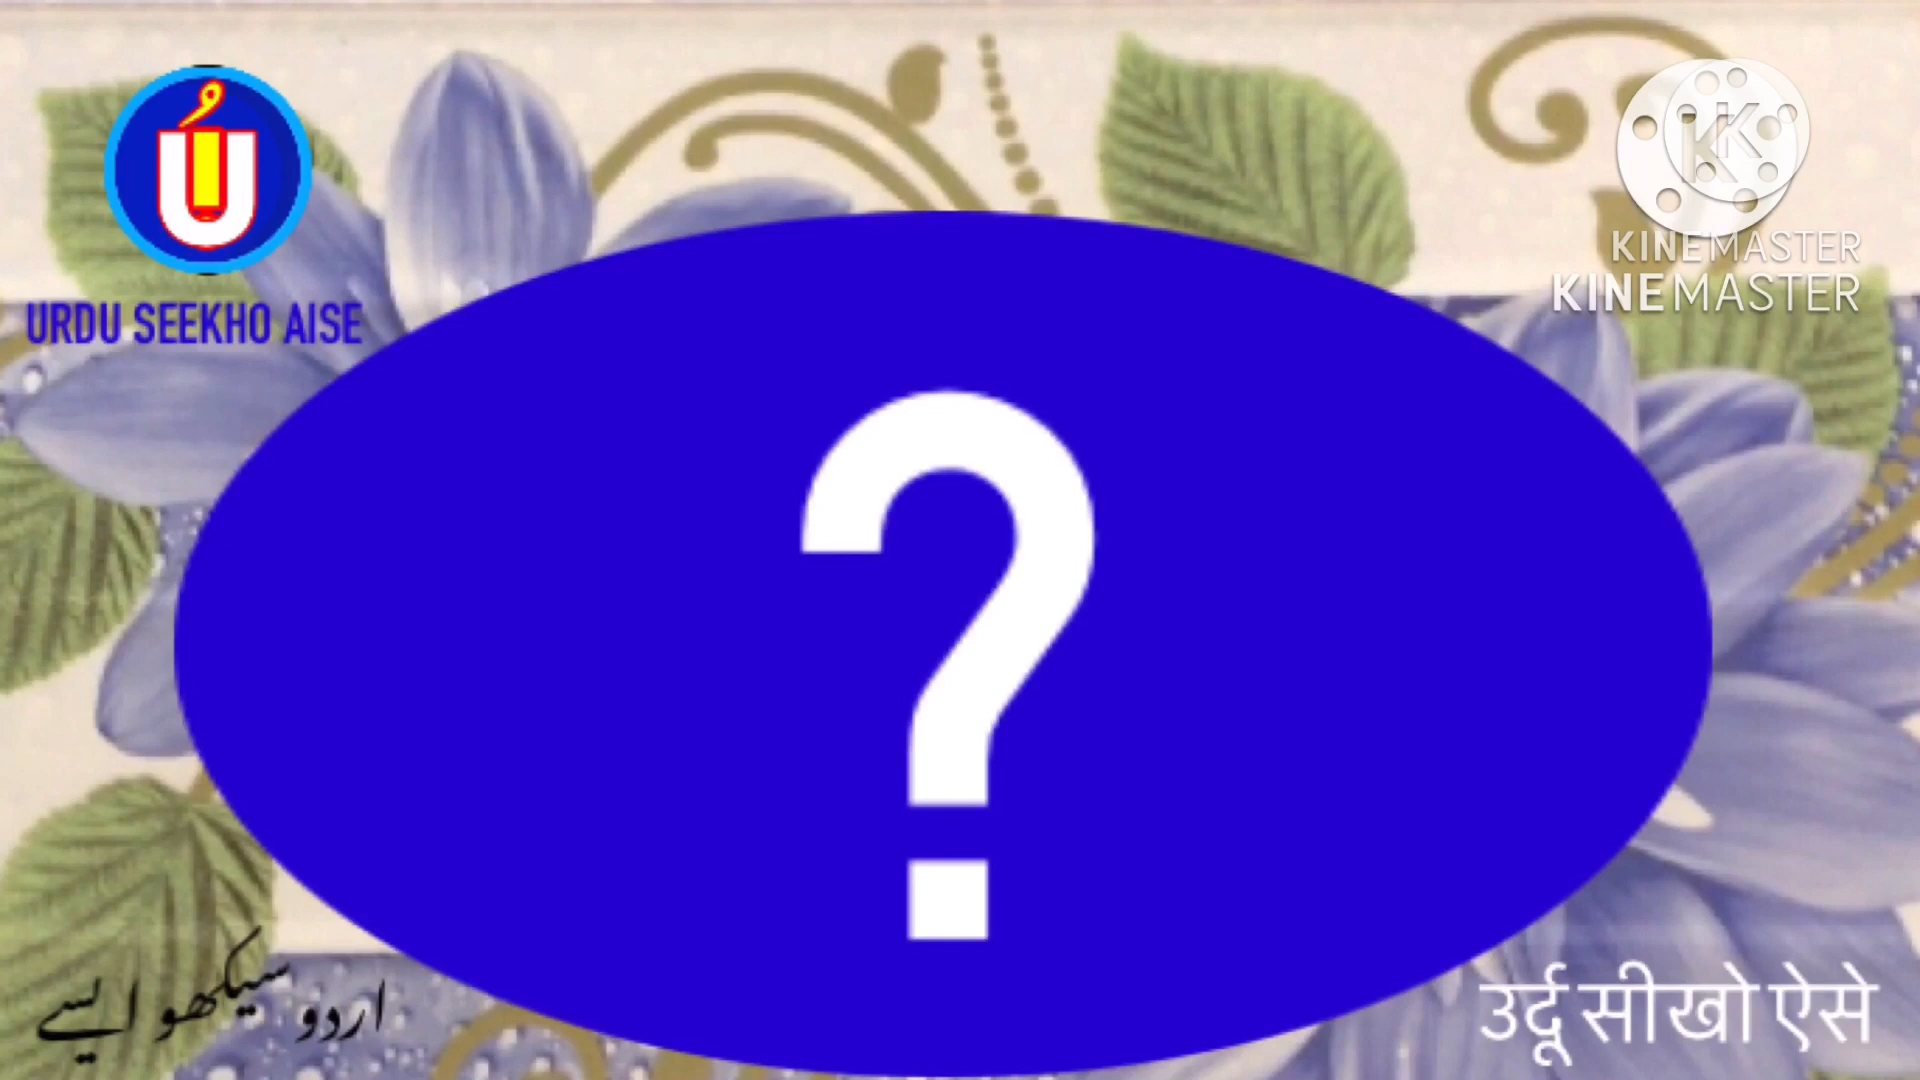 URDU SEEKHO AISE
KINEMASTER
KINEMASTER
?
اردو سیکھو ایسے
उर्दू सीखो ऐसे